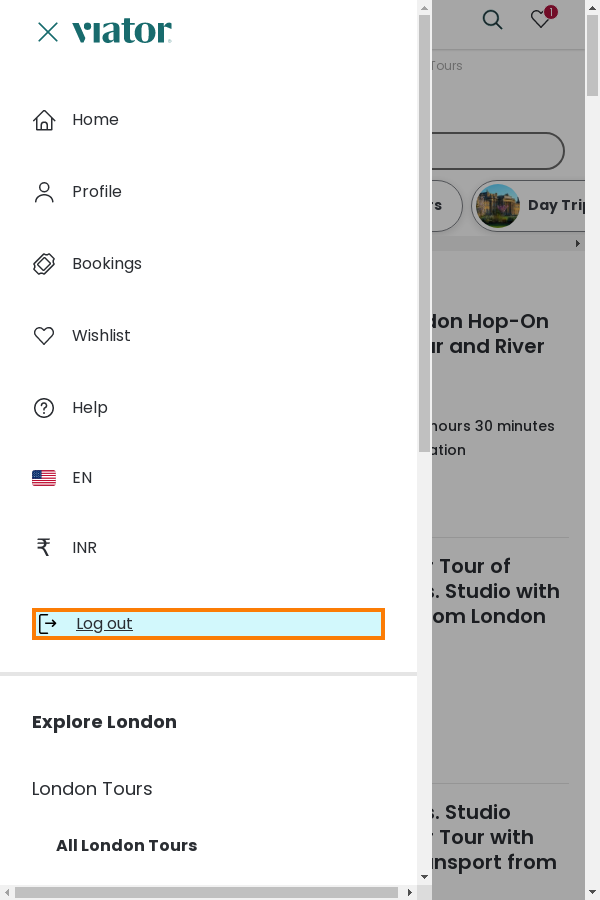 viator
1
Tours
Home
Profile
Day Trip
Bookings
don Hop-On
Wishlist
ur and River
Help
hours 30 minutes
ation
EN
INR
r Tour of
s. Studio with
om London
Log out
Explore London
London Tours
s. Studio
r Tour with
All London Tours
ansport from